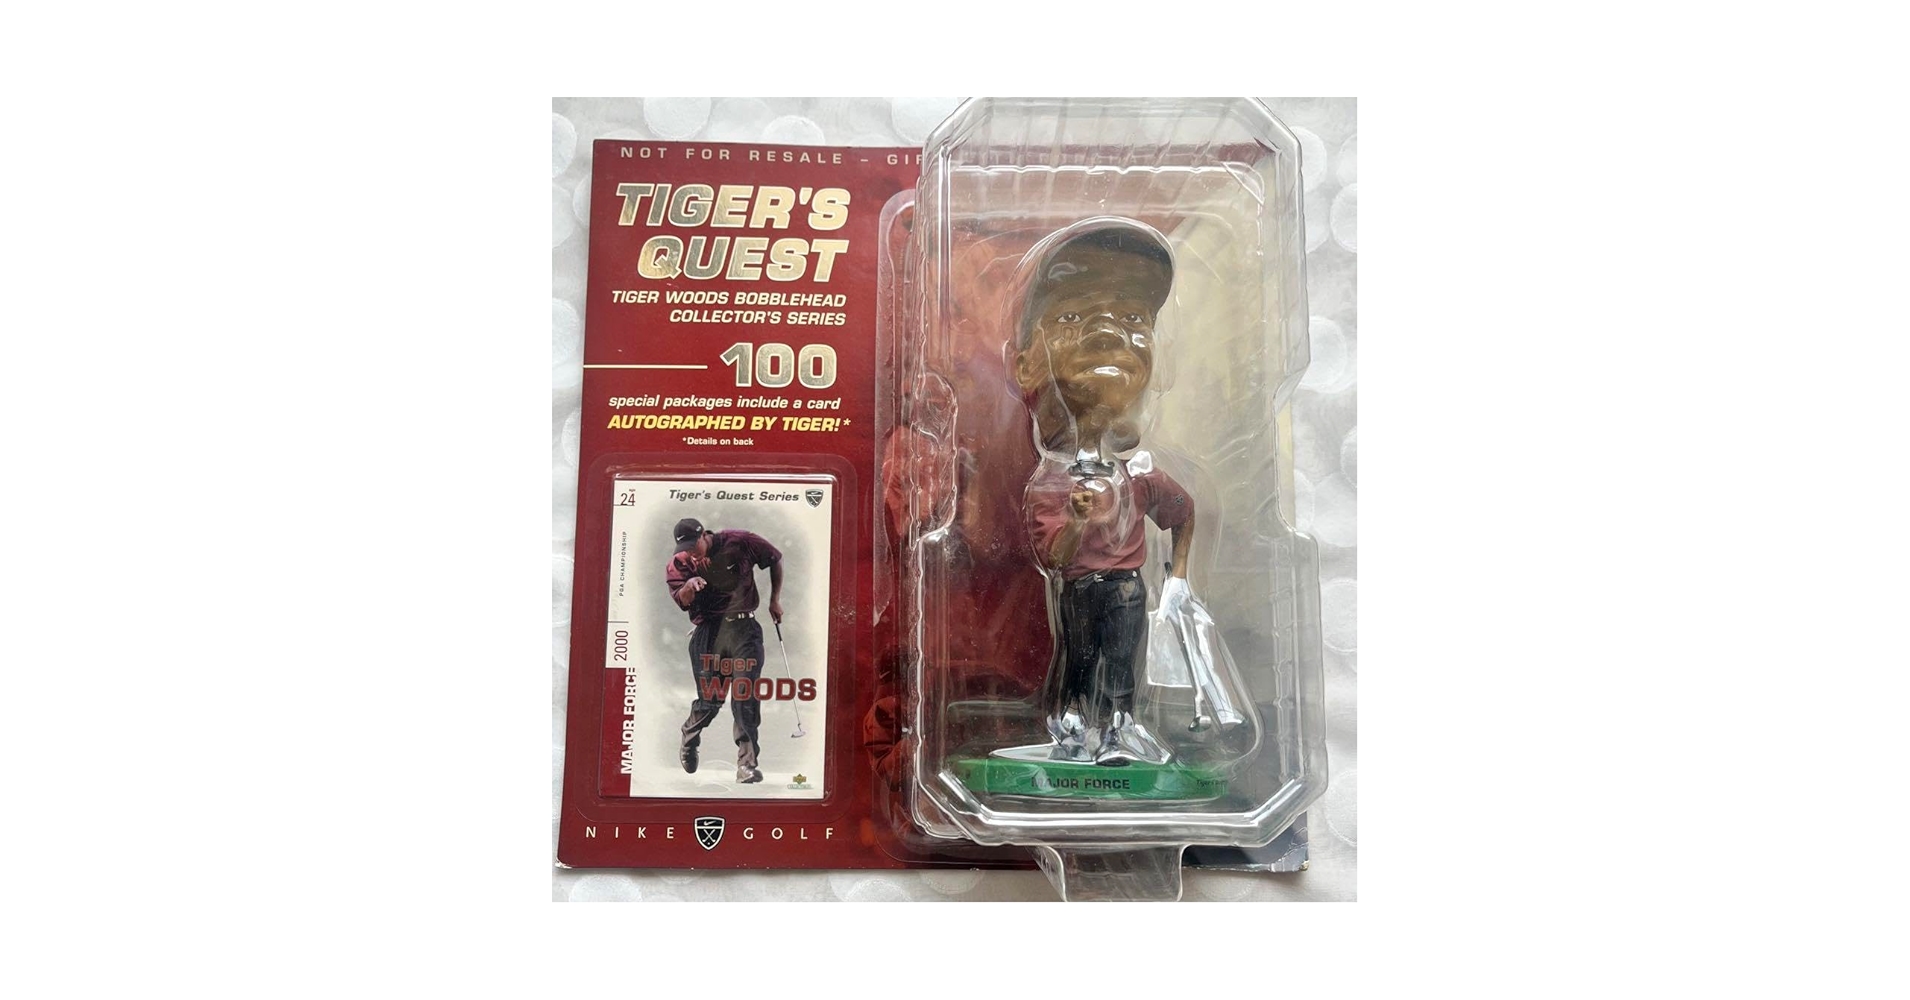 NOT FOR RESALE – GIF
TIGER'S
QUEST
TIGER WOODS BOBBLEHEAD
COLLECTOR'S SERIES
100
special packages include a card
AUTOGRAPHED BY TIGER!*
*Details on back
24
Tiger's Quest Series
PGA CHAMPIONSHIP
2000
MAJOR FORCE
Tiger
WOODS
MAJOR FORCE
NIKE GOLF